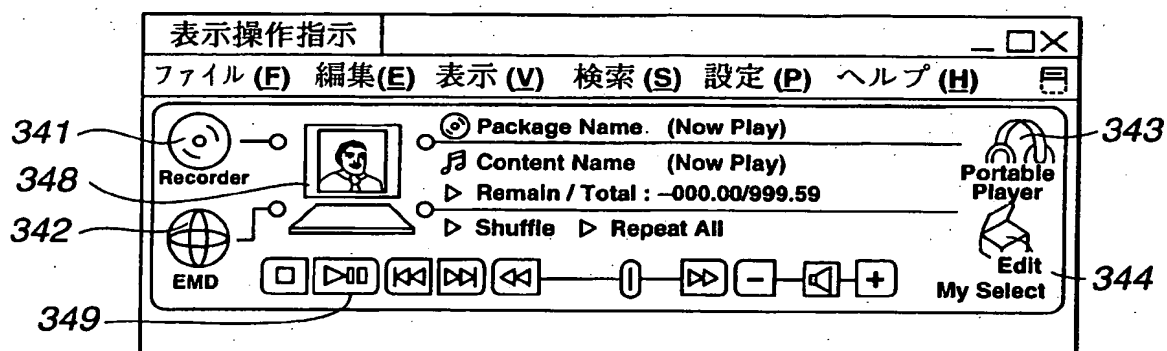 表示操作指示
ファイル (F) 編集(E) 表示 (V) 検索 (S) 設定 (P) ヘルプ (H)
341
Recorder
348
342
EMD
349
Package Name. (Now Play)
Content Name (Now Play)
Remain / Total : –000.00/999.59
Shuffle Repeat All
343
Portable
Player
Edit
344
My Select